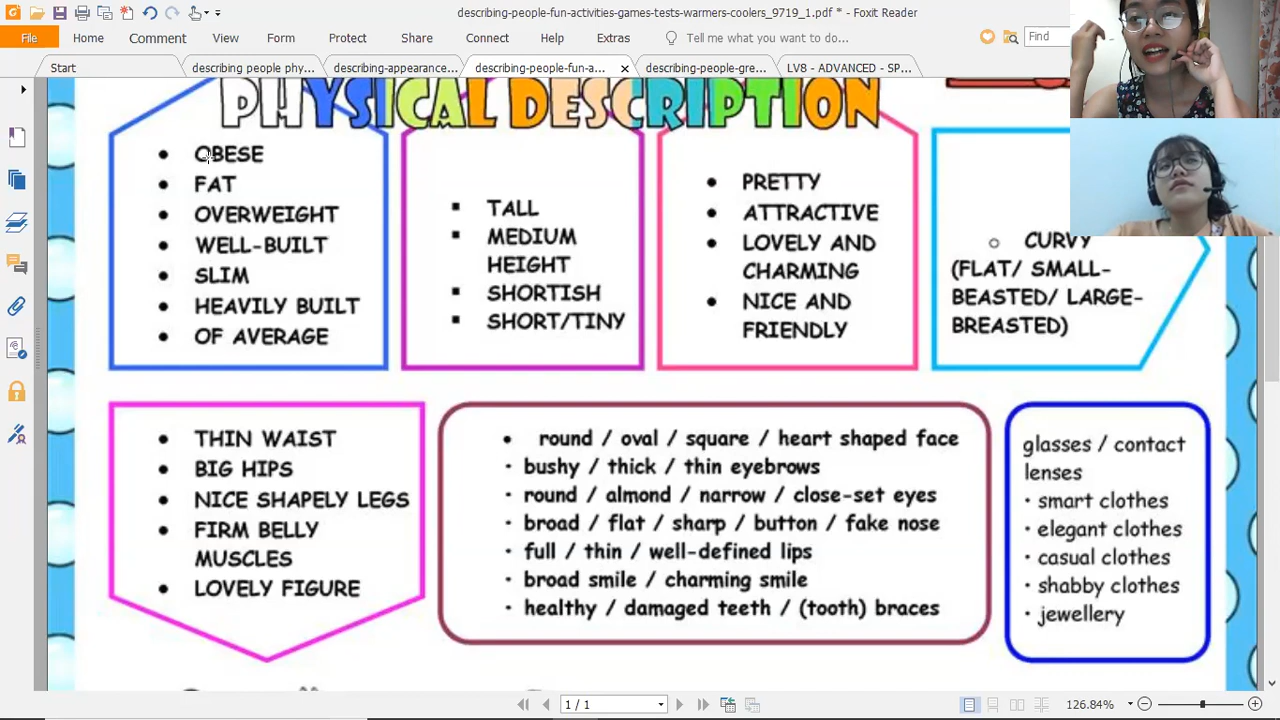 describing-people-fun-activities-games-tests-warmers-coolers_9719_1.pdf * - Foxit Reader
File Home Comment View Form Protect Share Connect Help Extras Tell me what you want to do... Find
Start describing people phy... describing-appearance... describing-people-fun-a... describing-people-gre... LV8 - ADVANCED - SP...
PHYSICAL DESCRIPTION
• OBESE
• FAT
• OVERWEIGHT
• WELL-BUILT
• SLIM
• HEAVILY BUILT
• OF AVERAGE
▪ TALL
▪ MEDIUM
HEIGHT
▪ SHORTISH
▪ SHORT/TINY
• PRETTY
• ATTRACTIVE
• LOVELY AND
CHARMING
• NICE AND
FRIENDLY
○ CURVY
(FLAT/ SMALL-
BEASTED/ LARGE-
BREASTED)
• THIN WAIST
• BIG HIPS
• NICE SHAPELY LEGS
• FIRM BELLY
MUSCLES
• LOVELY FIGURE
• round / oval / square / heart shaped face
· bushy / thick / thin eyebrows
· round / almond / narrow / close-set eyes
· broad / flat / sharp / button / fake nose
· full / thin / well-defined lips
· broad smile / charming smile
· healthy / damaged teeth / (tooth) braces
glasses / contact
lenses
· smart clothes
· elegant clothes
· casual clothes
· shabby clothes
· jewellery
1 / 1
126.84%